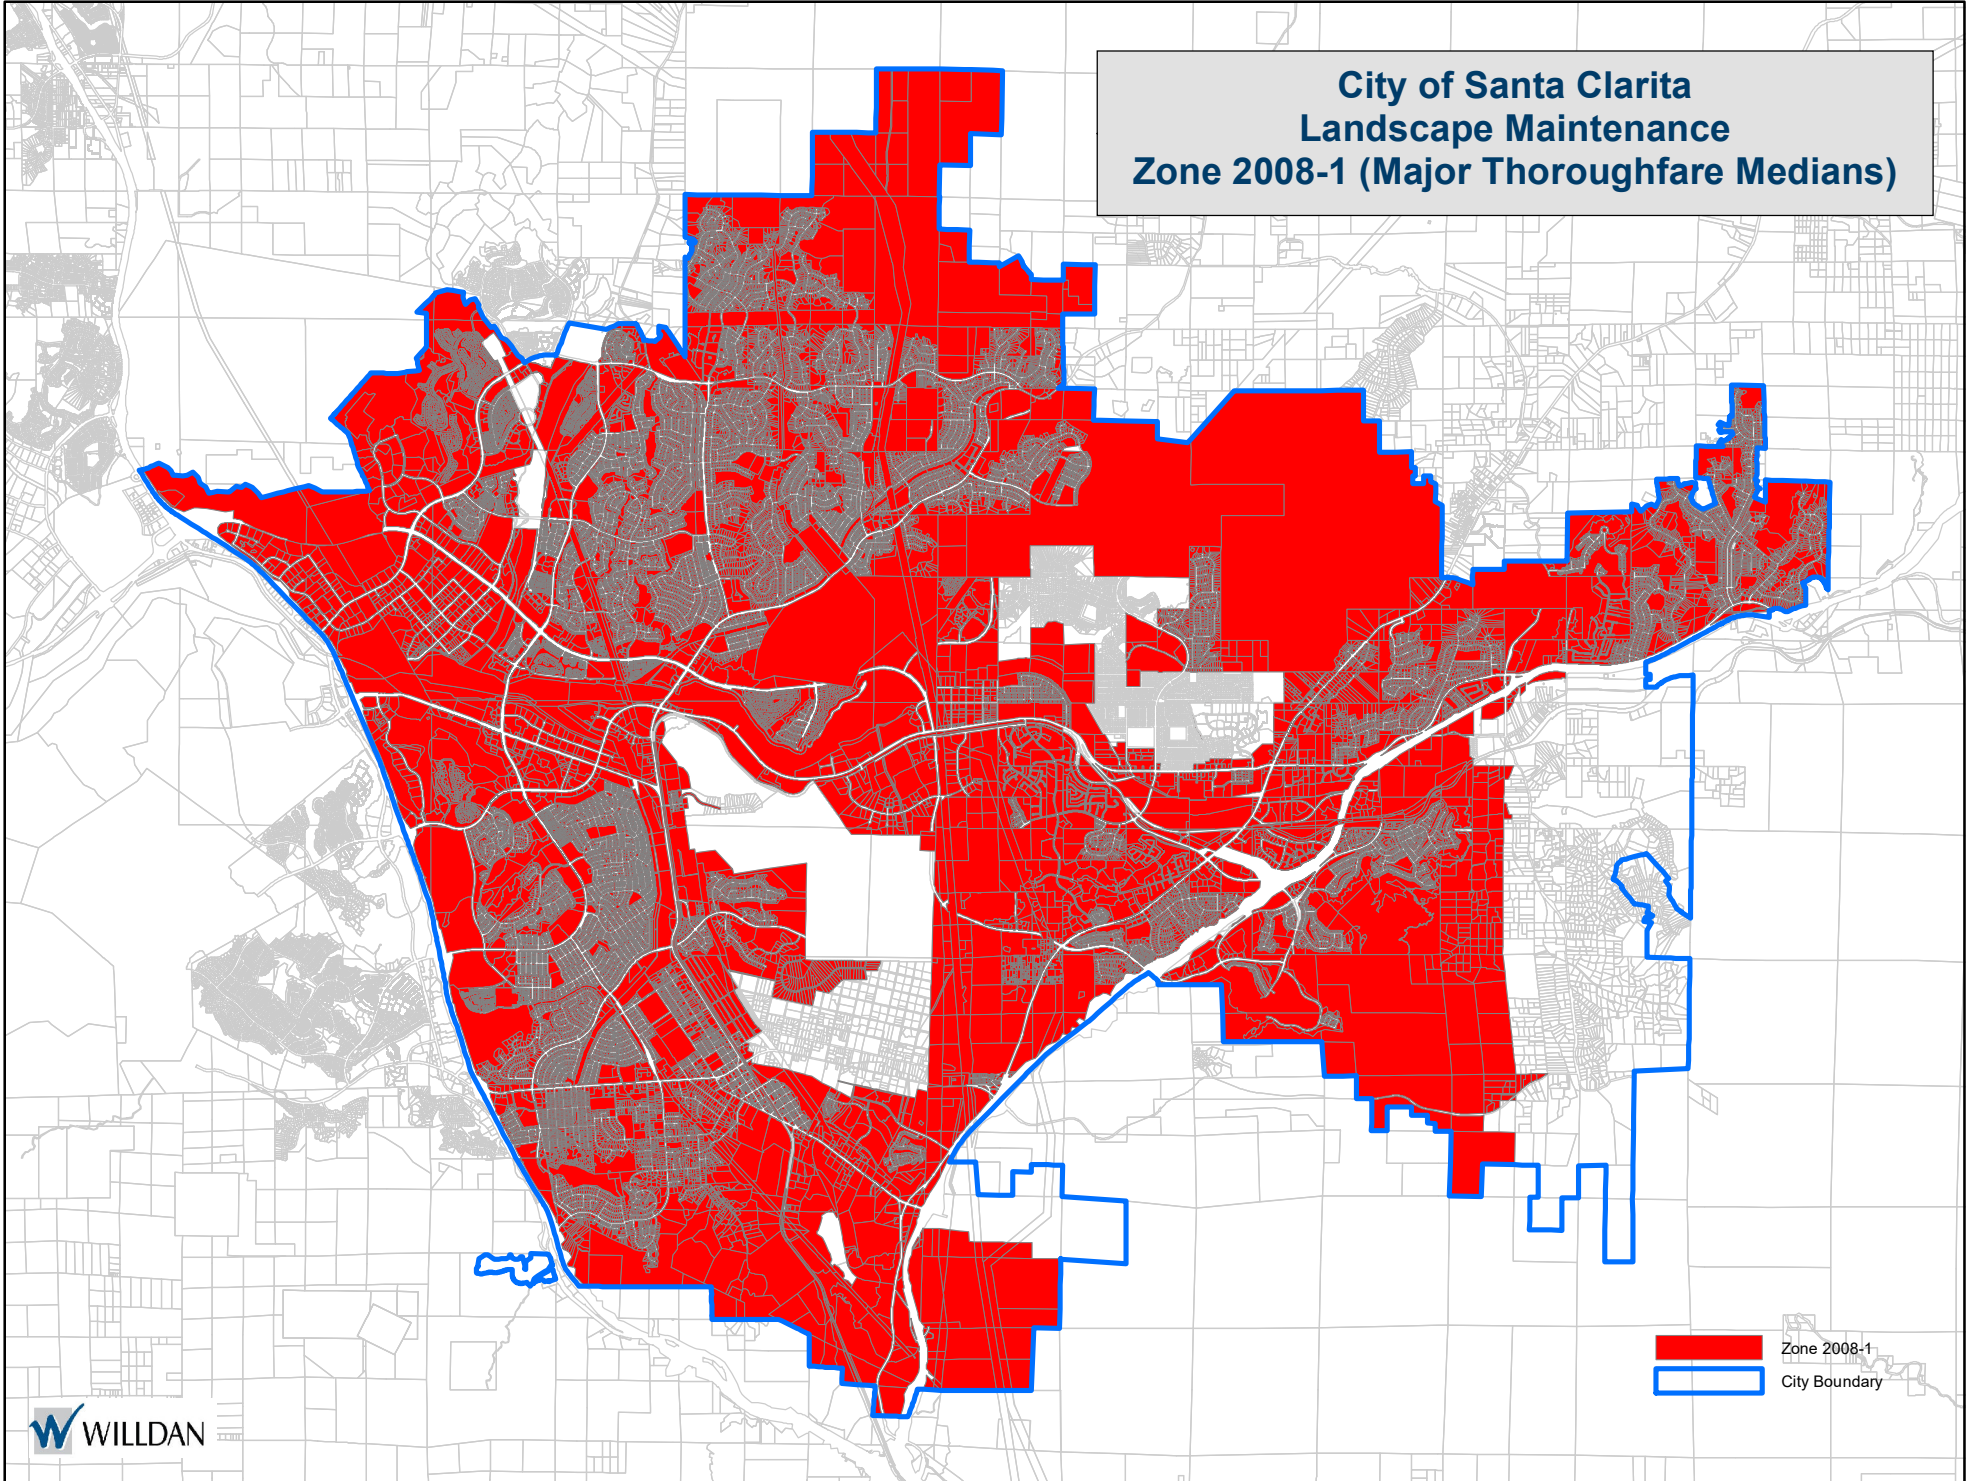 City of Santa Clarita
Landscape Maintenance
Zone 2008-1 (Major Thoroughfare Medians)
Zone 2008-1
City Boundary
WILLDAN